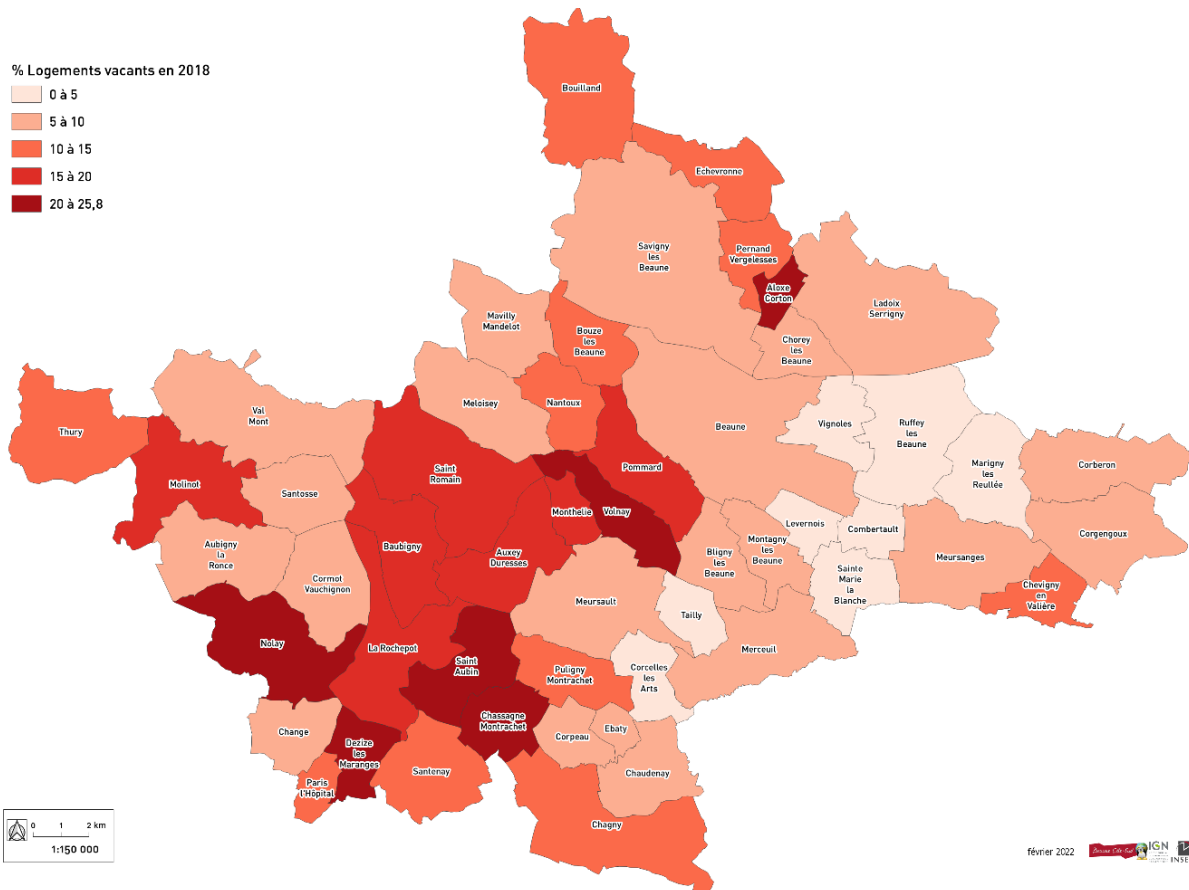 % Logements vacants en 2018
0 à 5
5 à 10
10 à 15
15 à 20
20 à 25,8
Bouilland
Echevronne
Pernand
Vergelesses
Savigny
les
Beaune
Aloxe
Corton
Ladoix
Serrigny
Mavilly
Mandelot
Bouze
les
Beaune
Chorey
les
Beaune
Val
Mont
Meloisey
Nantoux
Beaune
Vignoles
Ruffey
les
Beaune
Thury
Marigny
les
Reullée
Corberon
Molinot
Santosse
Saint
Romain
Pommard
Monthelie
Volnay
Levernois
Combertault
Corgengoux
Aubigny
la
Ronce
Baubigny
Auxey
Duresses
Bligny
les
Beaune
Montagny
les
Beaune
Meursanges
Cormot
Vauchignon
Sainte
Marie
la
Blanche
Chevigny
en
Valière
Meursault
Tailly
Nolay
La Rochepot
Saint
Aubin
Merceuil
Puligny
Montrachet
Corcelles
les
Arts
Change
Chassagne
Montrachet
Corpeau
Ebaty
Dezize
les
Maranges
Santenay
Chaudenay
Paris
l'Hôpital
Chagny
0 1 2 km
1:150 000
février 2022
IGN
INSE